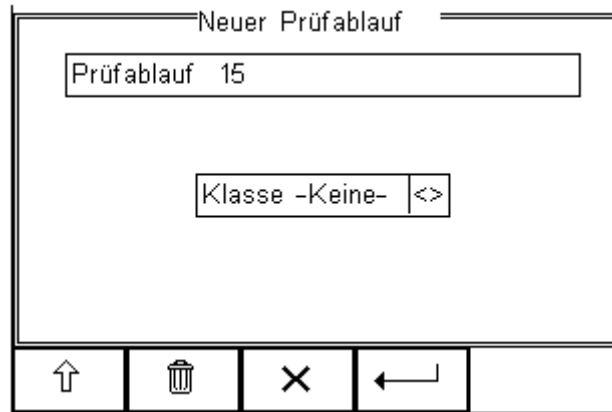 Neuer Prüfablauf
Prüfablauf 15
Klasse -Keine- <>